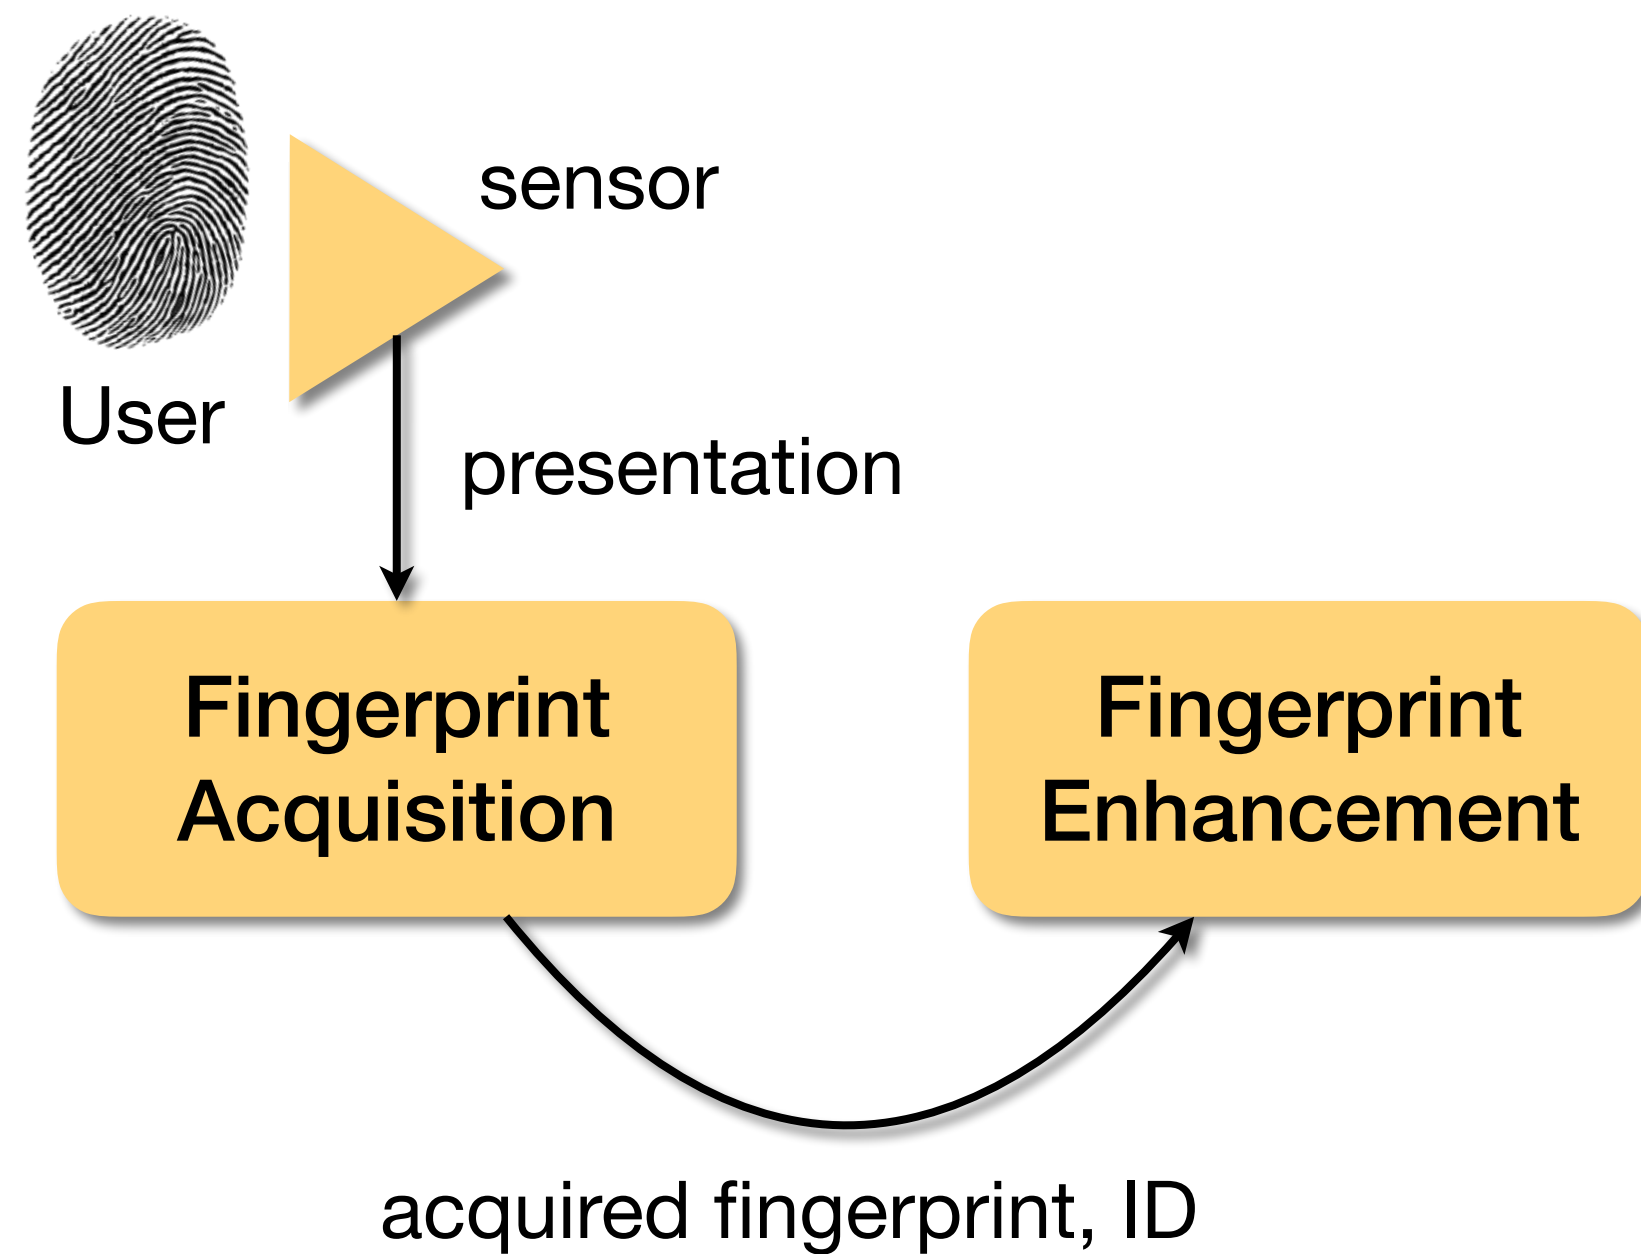 sensor
User
presentation
Fingerprint
Acquisition
Fingerprint
Enhancement
acquired fingerprint, ID